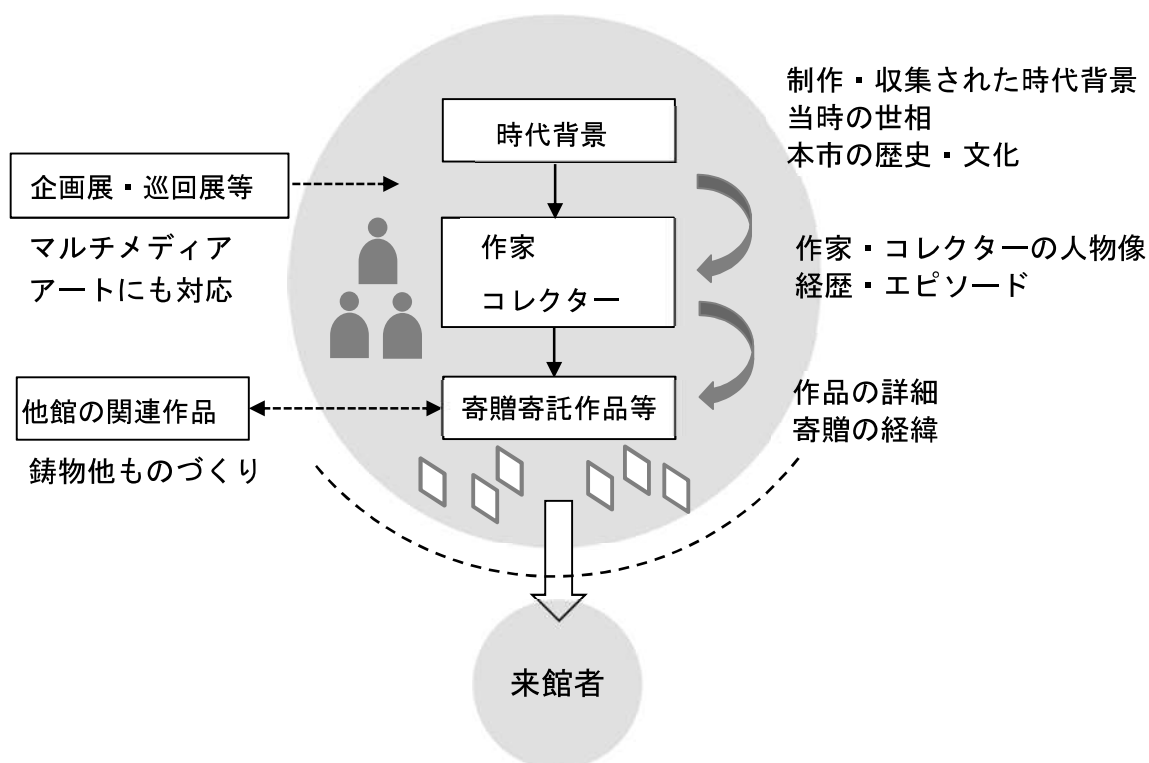 時代背景
制作・収集された時代背景
当時の世相
本市の歴史・文化
企画展・巡回展等
マルチメディア
アートにも対応
作家
コレクター
作家・コレクターの人物像
経歴・エピソード
他館の関連作品
鋳物他ものづくり
寄贈寄託作品等
作品の詳細
寄贈の経緯
来館者